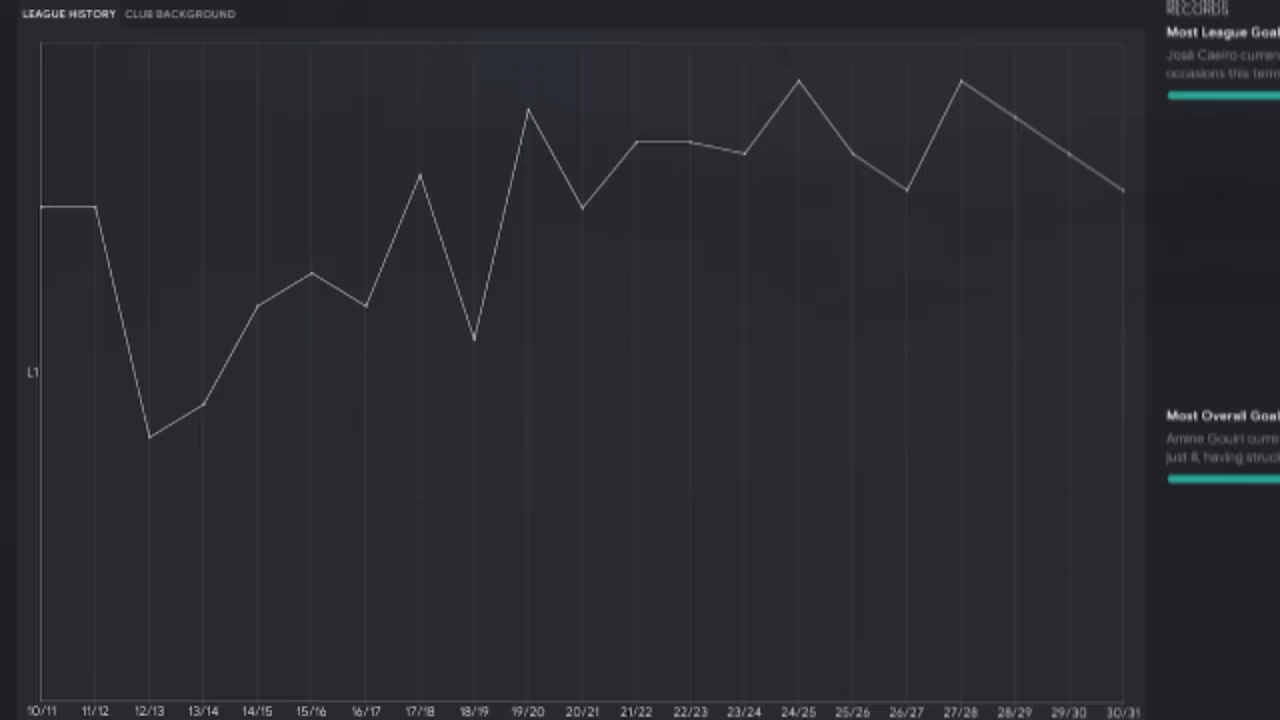 LEAGUE HISTORY CLUB BACKGROUND
RECORDS
Most League Goal
José Caeiro curren
occasions this term
L1
Most Overall Goal
Amine Gouiri curre
just 8, having struc
10/11 11/12 12/13 13/14 14/15 15/16 16/17 17/18 18/19 19/20 20/21 21/22 22/23 23/24 24/25 25/26 26/27 27/28 28/29 29/30 30/31